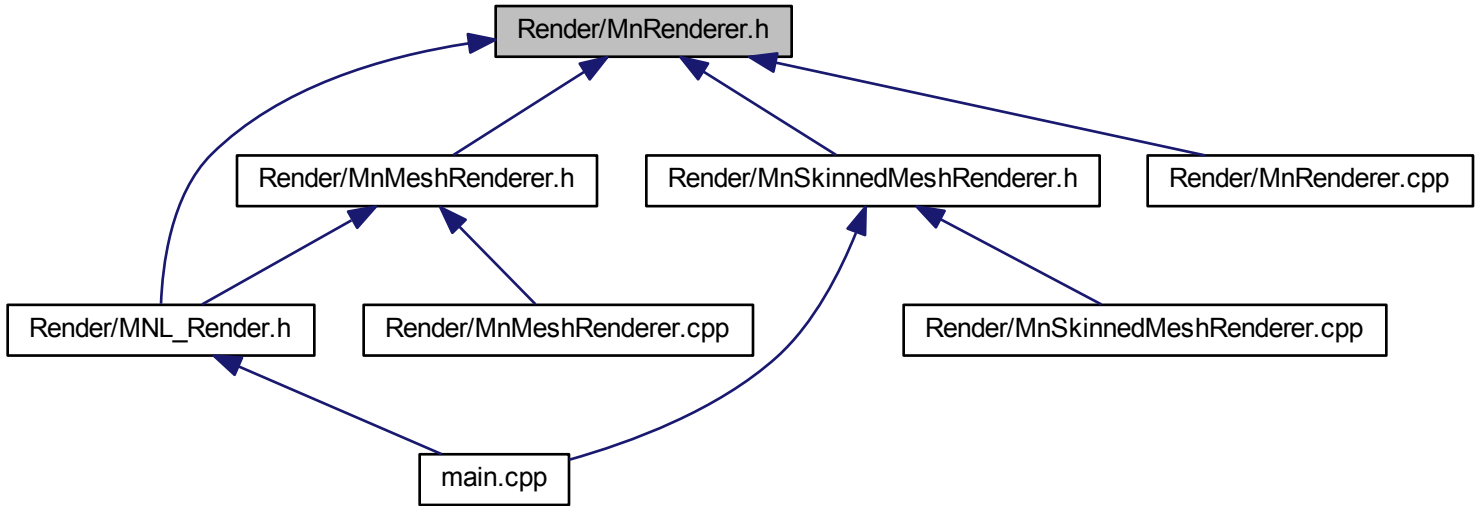 Render/MnRenderer.h
Render/MnMeshRenderer.h
Render/MnSkinnedMeshRenderer.h
Render/MnRenderer.cpp
Render/MNL_Render.h
Render/MnMeshRenderer.cpp
Render/MnSkinnedMeshRenderer.cpp
main.cpp